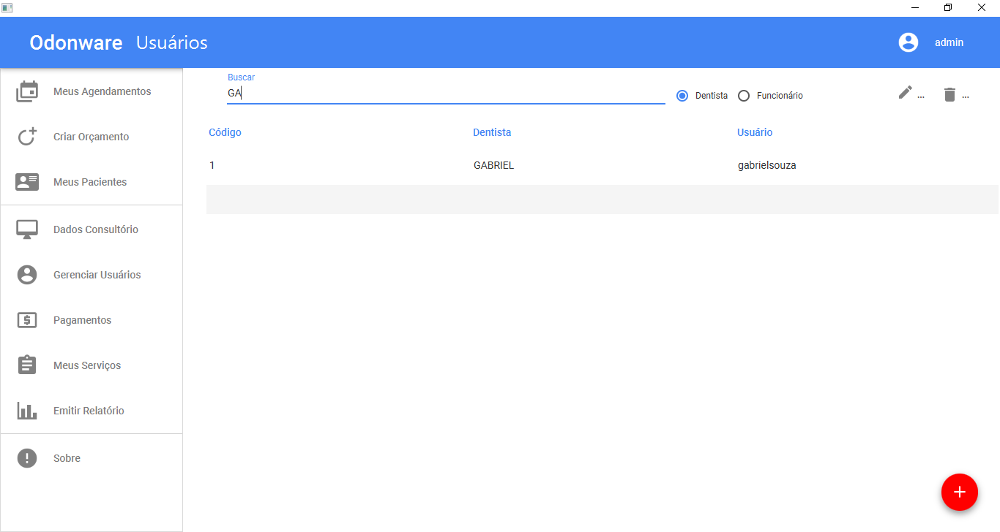 Odonware Usuários
admin
Meus Agendamentos
Criar Orçamento
Meus Pacientes
Dados Consultório
Gerenciar Usuários
Pagamentos
Meus Serviços
Emitir Relatório
Sobre
Buscar
GA
Dentista Funcionário ... ...
Código Dentista Usuário
1 GABRIEL gabrielsouza